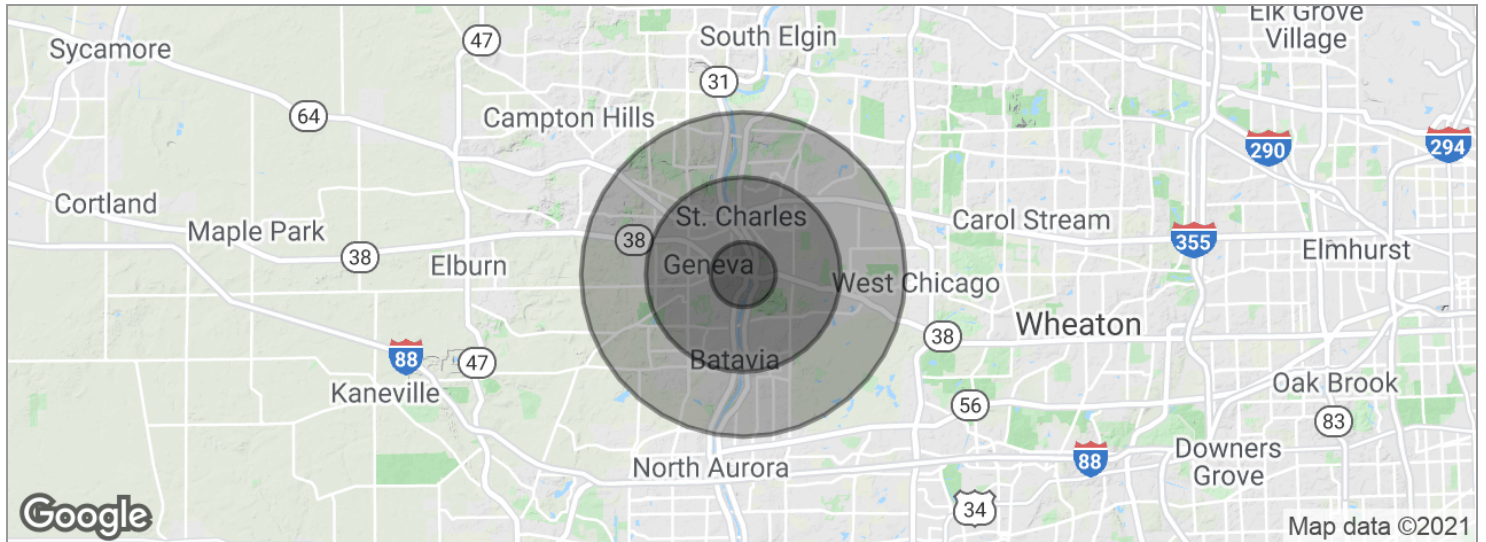 Elk Grove
Village
Sycamore
47
South Elgin
31
64
Campton Hills
290
294
Cortland
Maple Park
St. Charles
Carol Stream
38
38
355
Elmhurst
Elburn
Geneva
West Chicago
Wheaton
38
88
47
Batavia
Kaneville
Oak Brook
56
83
North Aurora
88
Downers
Grove
34
Google
Map data ©2021